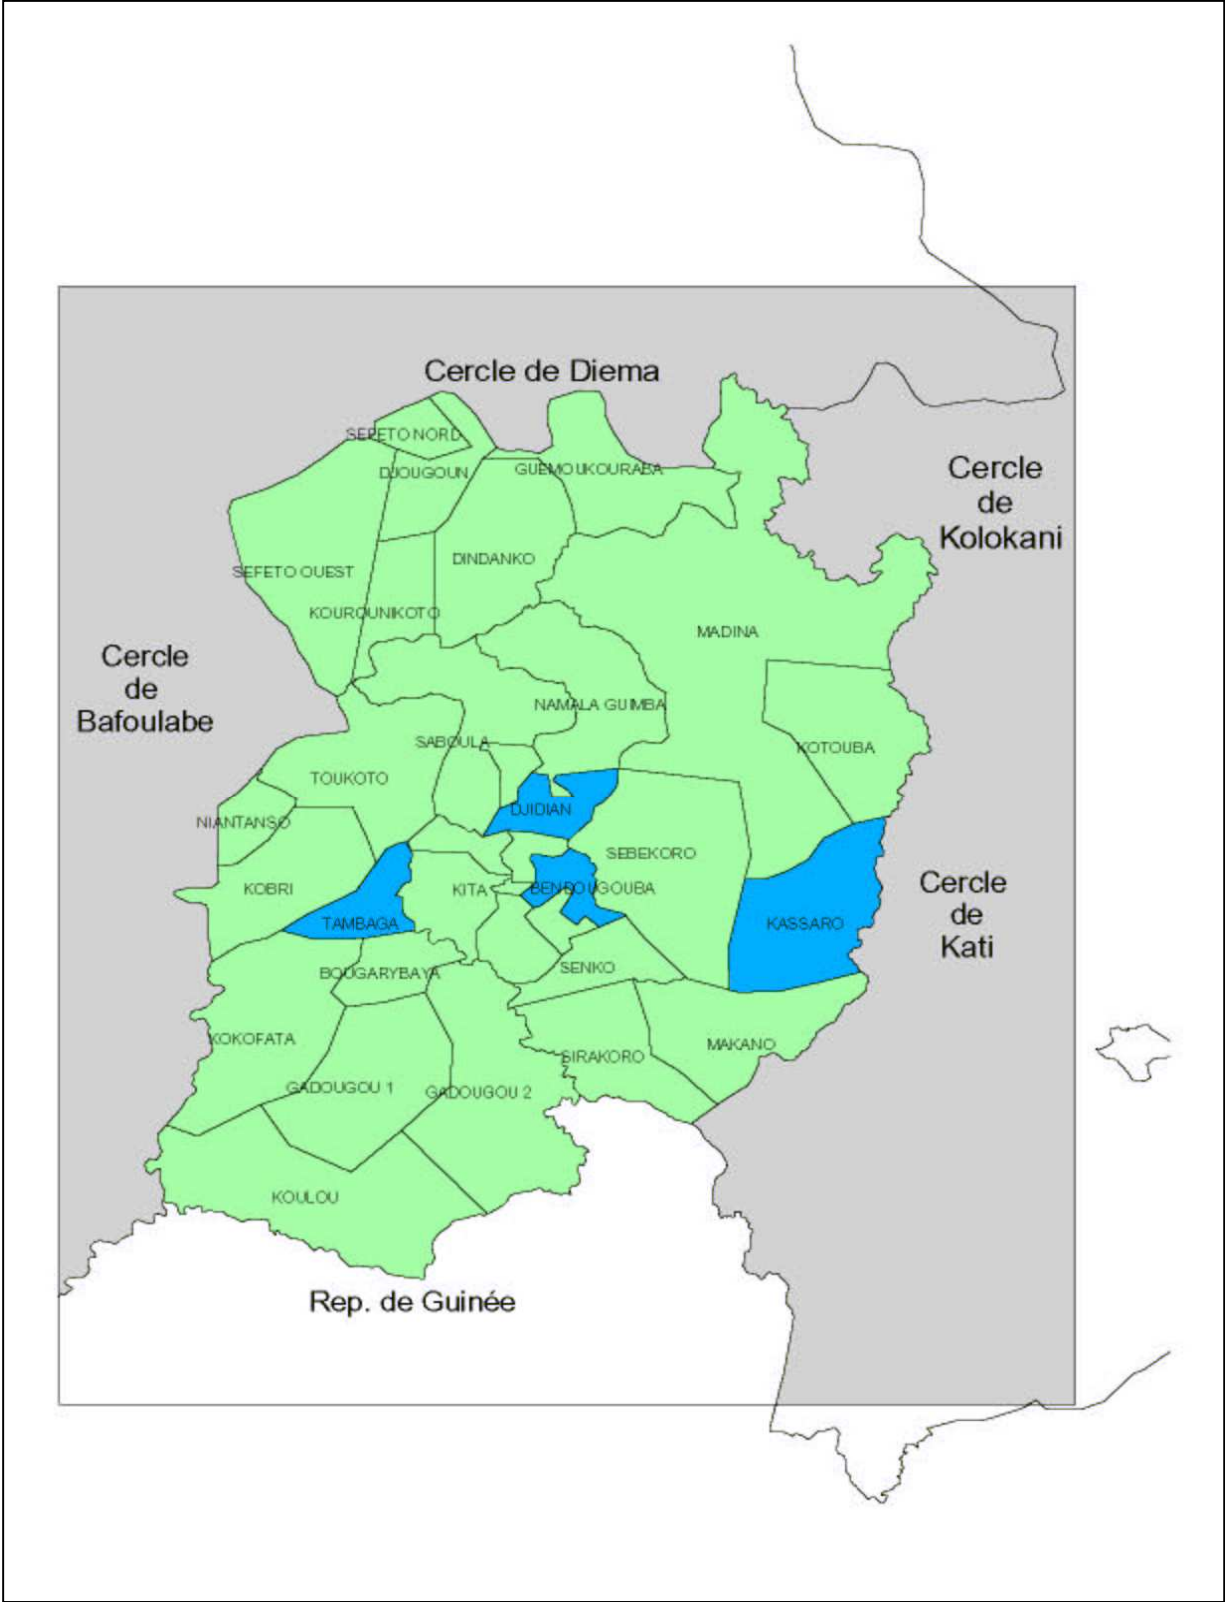 Cercle de Diema
SEFETO NORD
DJOUGOUN
GUEMOUKOURABA
Cercle
de
Kolokani
DINDANKO
SEFETO OUEST
KOUROUNIKOTO
MADINA
Cercle
de
Bafoulabe
NAMALA GUIMBA
SABOULA
KOTOUBA
TOUKOTO
DJIDIAN
NIANTANSO
SEBEKORO
KOBRI
KITA
BENDOUGOUBA
Cercle
de
Kati
TAMBAGA
KASSARO
BOUGARYBAYA
SENKO
KOKOFATA
SIRAKORO
MAKANO
GADOUGOU 1
GADOUGOU 2
KOULOU
Rep. de Guinée